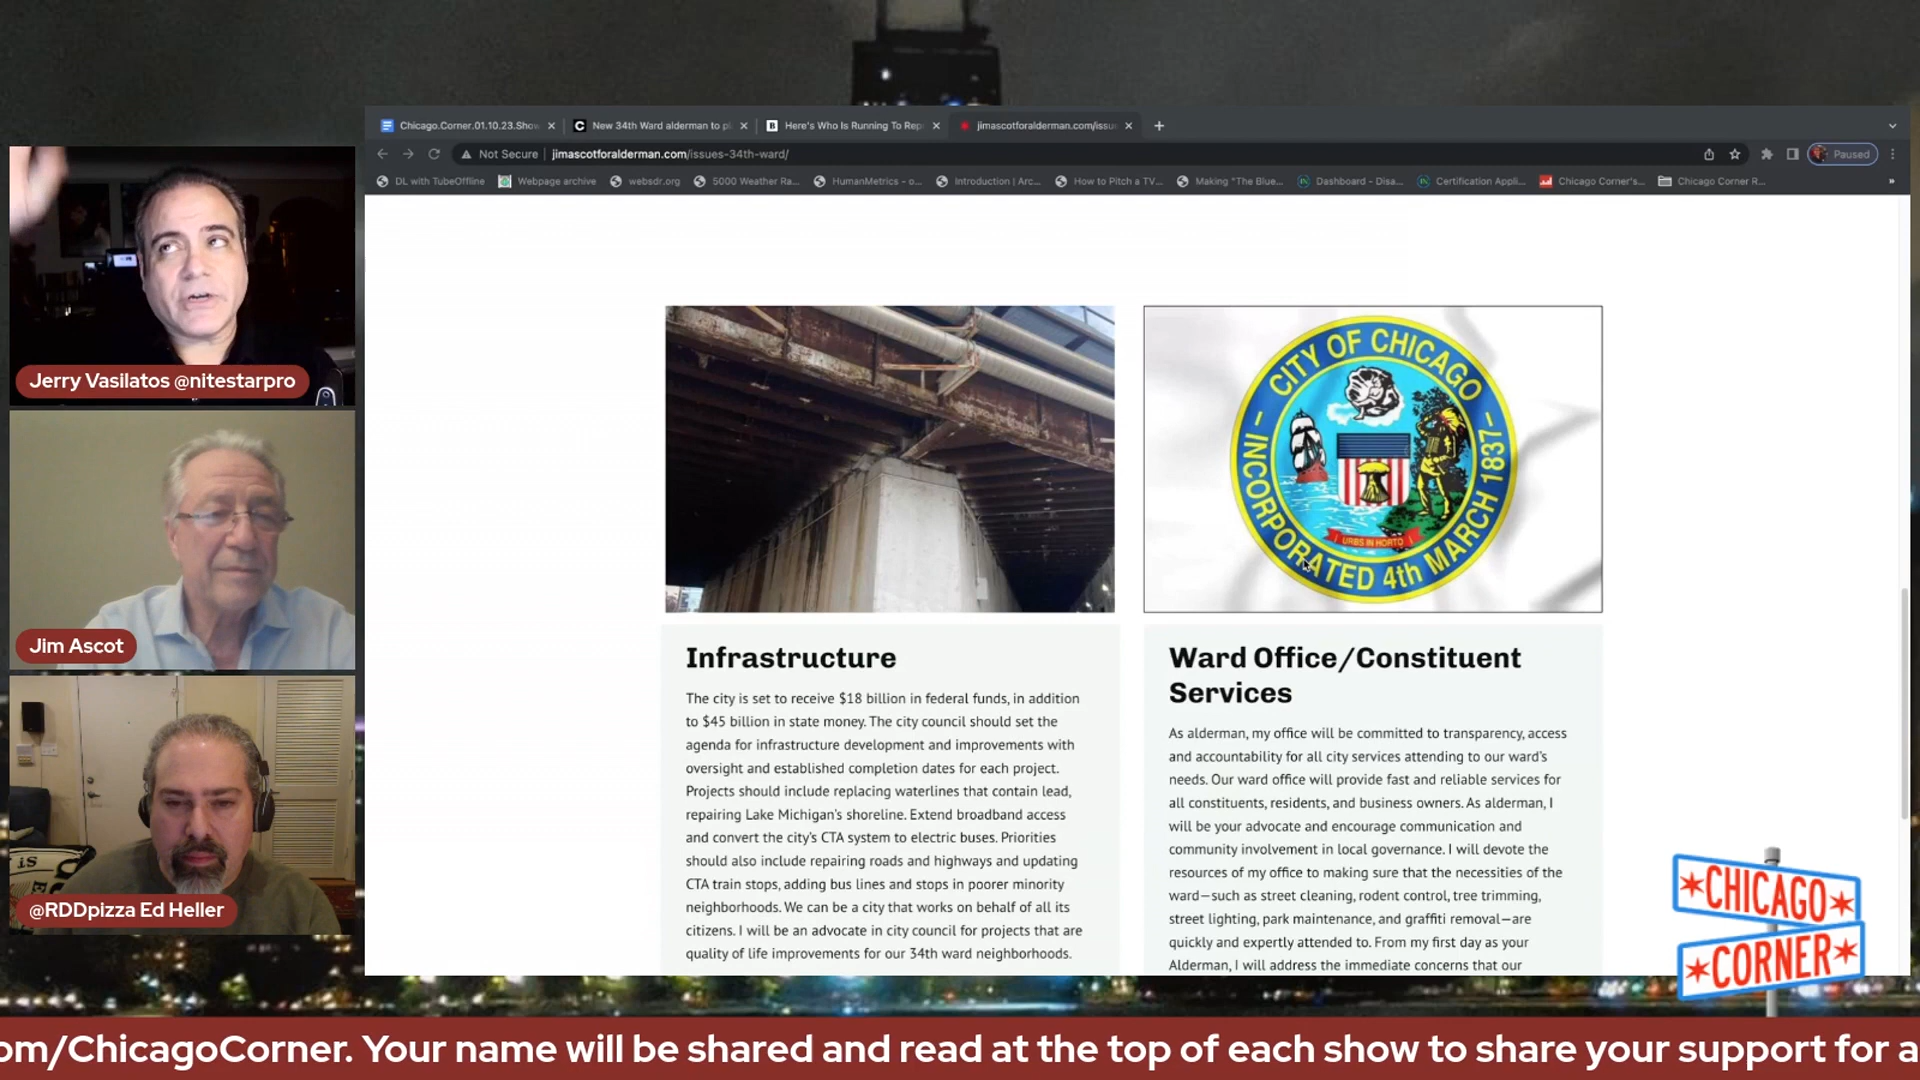 Chicago.Corner.01.10.23.Show
New 34th Ward alderman to pl
Here's Who Is Running To Rep
jimascotforalderman.com/issu
Not Secure
jimascotforalderman.com/issues-34th-ward/
Paused
DL with TubeOffline
Webpage archive
websdr.org
5000 Weather Ra...
HumanMetrics - o...
Introduction | Arc...
How to Pitch a TV...
Making "The Blue...
Dashboard - Disa...
Certification Appli...
Chicago Corner's...
Chicago Corner R...
»
Jerry Vasilatos @nitestarpro
Jim Ascot
@RDDpizza Ed Heller
is
CITY OF CHICAGO
INCORPORATED 4th MARCH 1837
URBS IN HORTO
Infrastructure
The city is set to receive $18 billion in federal funds, in addition
to $45 billion in state money. The city council should set the
agenda for infrastructure development and improvements with
oversight and established completion dates for each project.
Projects should include replacing waterlines that contain lead,
repairing Lake Michigan's shoreline. Extend broadband access
and convert the city's CTA system to electric buses. Priorities
should also include repairing roads and highways and updating
CTA train stops, adding bus lines and stops in poorer minority
neighborhoods. We can be a city that works on behalf of all its
citizens. I will be an advocate in city council for projects that are
quality of life improvements for our 34th ward neighborhoods.
Ward Office/Constituent
Services
As alderman, my office will be committed to transparency, access
and accountability for all city services attending to our ward's
needs. Our ward office will provide fast and reliable services for
all constituents, residents, and business owners. As alderman, I
will be your advocate and encourage communication and
community involvement in local governance. I will devote the
resources of my office to making sure that the necessities of the
ward—such as street cleaning, rodent control, tree trimming,
street lighting, park maintenance, and graffiti removal—are
quickly and expertly attended to. From my first day as your
Alderman, I will address the immediate concerns that our
CHICAGO
CORNER
om/ChicagoCorner. Your name will be shared and read at the top of each show to share your support for a